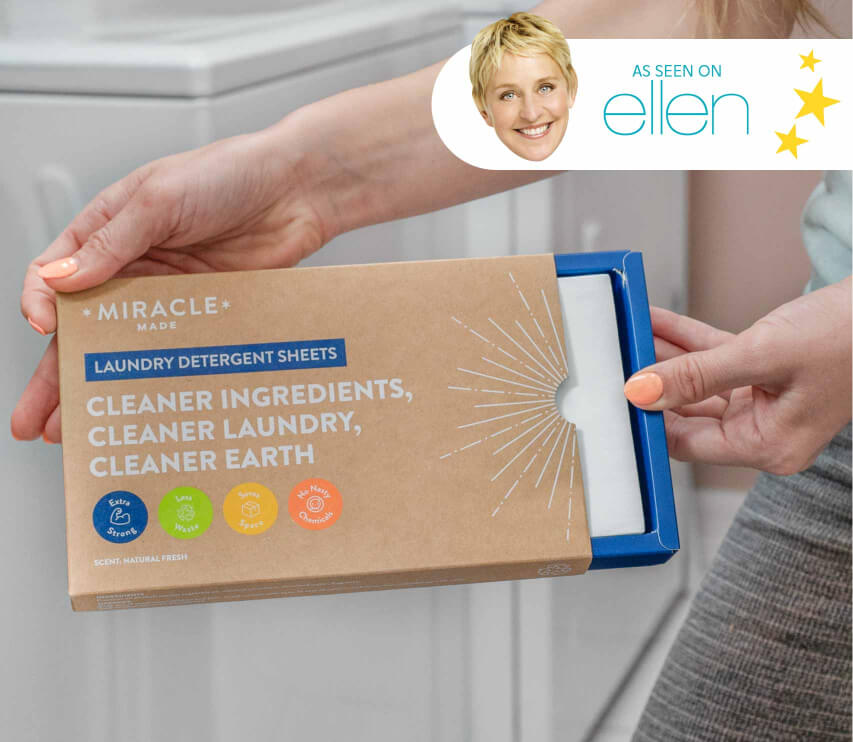 AS SEEN ON
ellen
*MIRACLE*
MADE
LAUNDRY DETERGENT SHEETS
CLEANER INGREDIENTS,
CLEANER LAUNDRY,
CLEANER EARTH
Extra
Strong
Less
Waste
Saves
Space
No Nasty
Chemicals
SCENT: NATURAL FRESH
INGREDIENTS